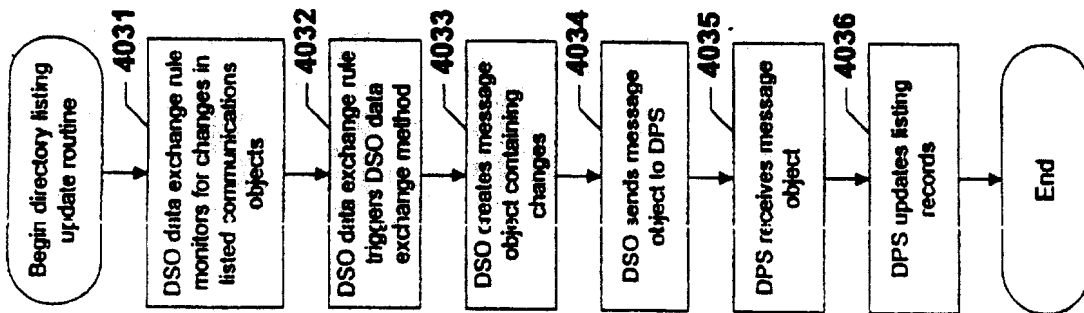 Begin directory listing
update routine
4031
DSO data exchange rule
monitors for changes in
listed communications
objects
4032
DSO data exchange rule
triggers DSO data
exchange method
4033
DSO creates message
object containing
changes
4034
DSO sends message
object to DPS
4035
DPS receives message
object
4036
DPS updates listing
records
End